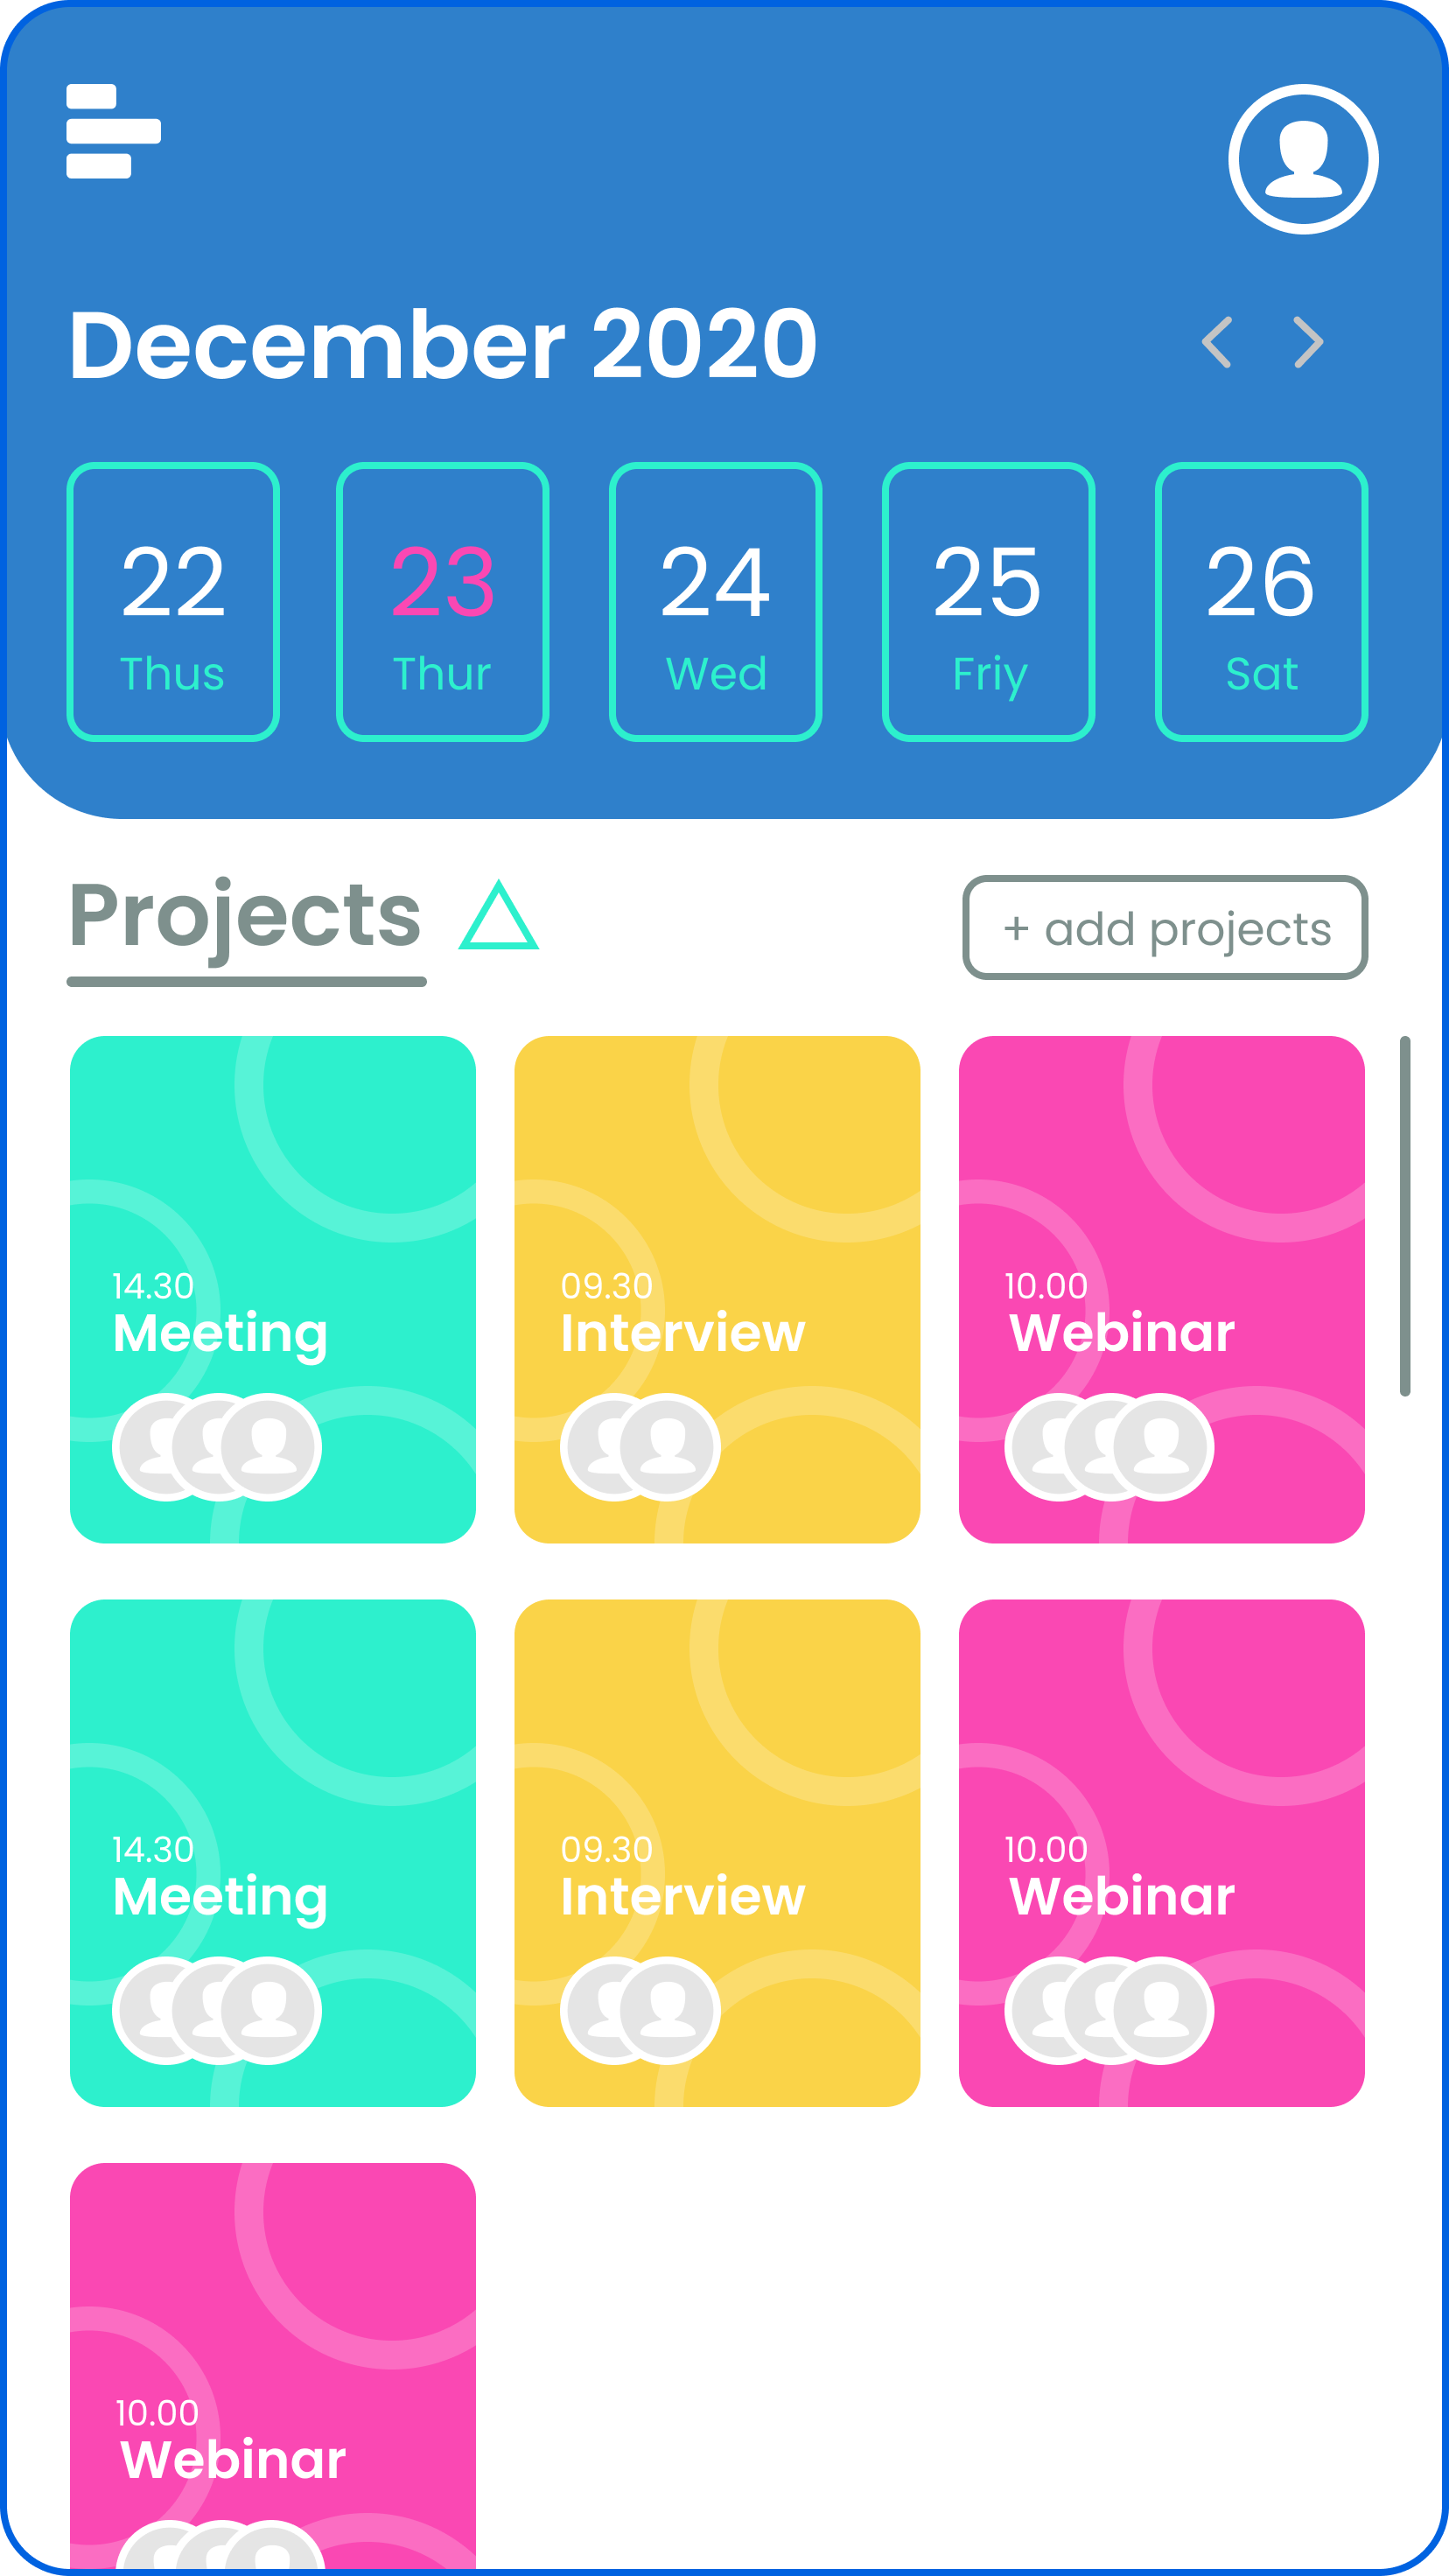 December 2020
22 23 24 25 26
Thus Thur Wed Friy Sat
Projects
+ add projects
14.30 09.30 10.00
Meeting Interview Webinar
14.30 09.30 10.00
Meeting Interview Webinar
10.00
Webinar